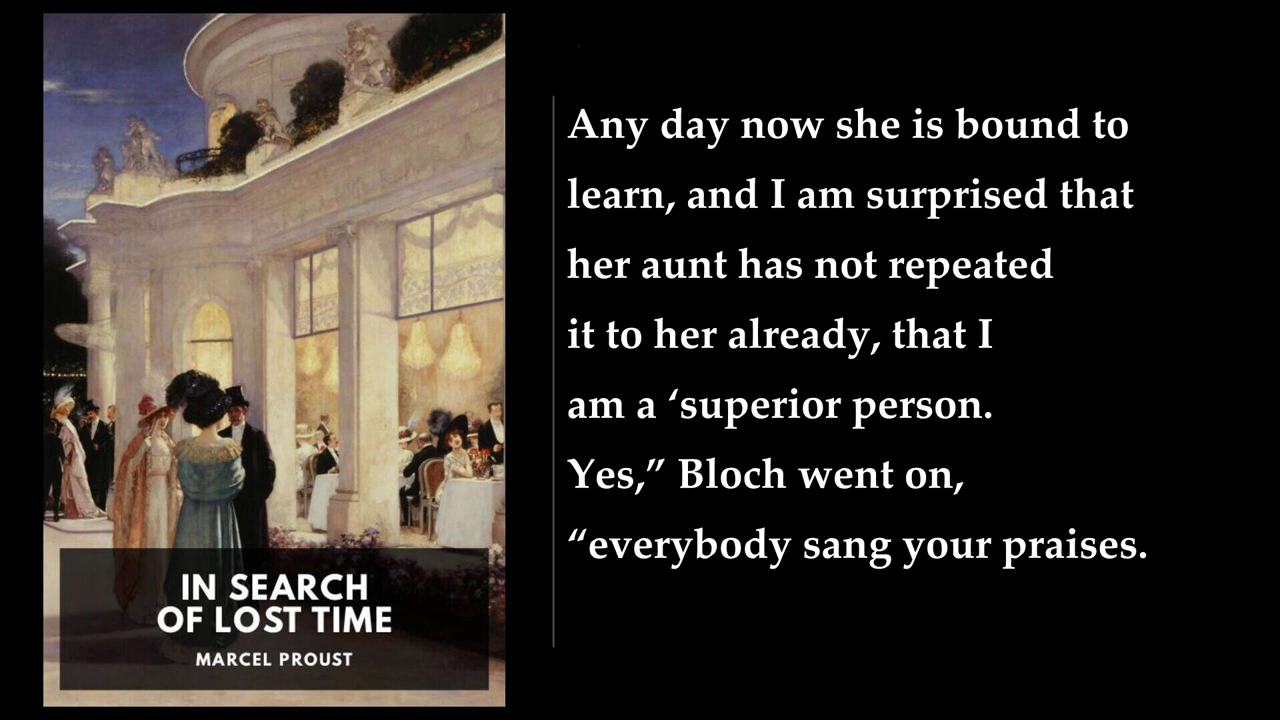 IN SEARCH
OF LOST TIME
MARCEL PROUST
Any day now she is bound to
learn, and I am surprised that
her aunt has not repeated
it to her already, that I
am a ‘superior person.
Yes,” Bloch went on,
“everybody sang your praises.